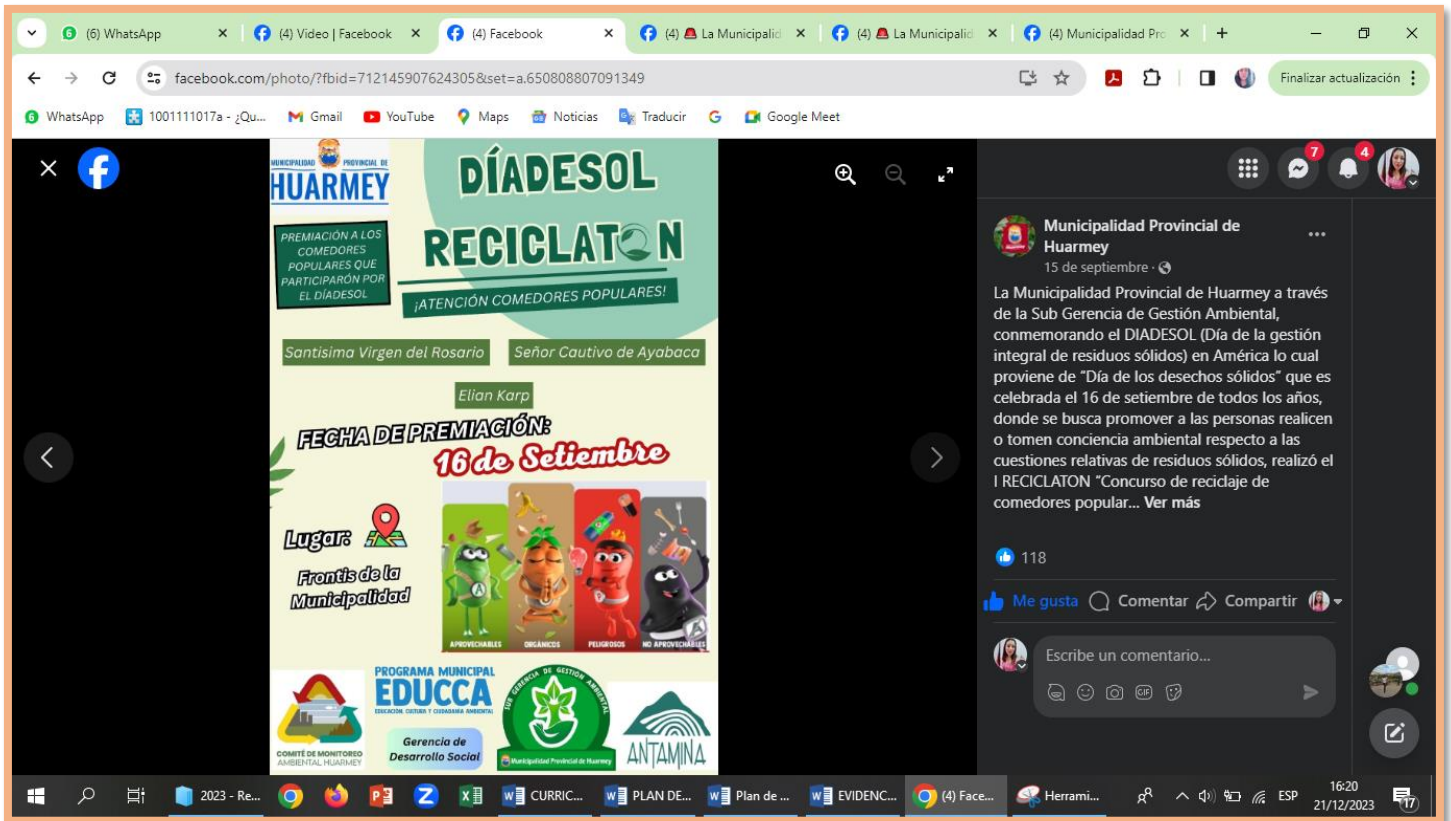 (6) WhatsApp
(4) Video | Facebook
(4) Facebook
(4) 🚨 La Municipalid
(4) 🚨 La Municipalid
(4) Municipalidad Pro
facebook.com/photo/?fbid=712145907624305&set=a.650808807091349
Finalizar actualización
WhatsApp
1001111017a - ¿Qu...
Gmail
YouTube
Maps
Noticias
Traducir
Google Meet
MUNICIPALIDAD PROVINCIAL DE
HUARMEY
DÍADESOL
RECICLATON
PREMIACIÓN A LOS
COMEDORES
POPULARES QUE
PARTICIPARÓN POR
EL DÍADESOL
¡ATENCIÓN COMEDORES POPULARES!
Santisima Virgen del Rosario
Señor Cautivo de Ayabaca
Elian Karp
FECHA DE PREMIACIÓN:
16 de Setiembre
Lugar:
Frontis de la
Municipalidad
APROVECHABLES
ORGÁNICOS
PELIGROSOS
NO APROVECHABLES
COMITÉ DE MONITOREO
AMBIENTAL HUARMEY
PROGRAMA MUNICIPAL
EDUCCA
EDUCACIÓN, CULTURA Y CIUDADANÍA AMBIENTAL
Gerencia de
Desarrollo Social
SUB GERENCIA DE GESTIÓN AMBIENTAL
Municipalidad Provincial de Huarmey
ANTAMINA
7
4
Municipalidad Provincial de
Huarmey
15 de septiembre ·
La Municipalidad Provincial de Huarmey a través
de la Sub Gerencia de Gestión Ambiental,
conmemorando el DIADESOL (Día de la gestión
integral de residuos sólidos) en América lo cual
proviene de "Día de los desechos sólidos" que es
celebrada el 16 de setiembre de todos los años,
donde se busca promover a las personas realicen
o tomen conciencia ambiental respecto a las
cuestiones relativas de residuos sólidos, realizó el
I RECICLATON "Concurso de reciclaje de
comedores popular... Ver más
118
Me gusta
Comentar
Compartir
Escribe un comentario...
GIF
2023 - Re...
CURRIC...
PLAN DE...
Plan de ...
EVIDENC...
(4) Face...
Herrami...
ESP
16:20
21/12/2023
17